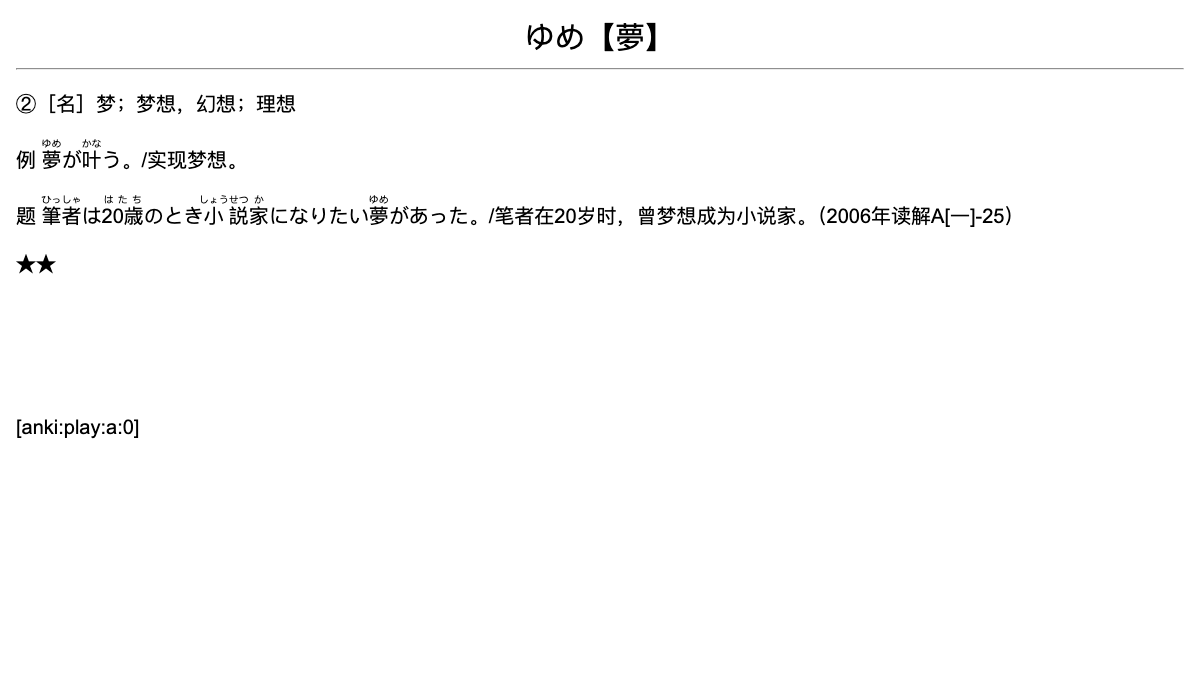 ゆめ【夢】
②［名］梦；梦想，幻想；理想
ゆめ かな
例 夢が叶う。/实现梦想。
ひっしゃ はたち しょうせつ か ゆめ
题 筆者は20歳のとき小説家になりたい夢があった。/笔者在20岁时，曾梦想成为小说家。（2006年读解A[一]-25）
★★
[anki:play:a:0]